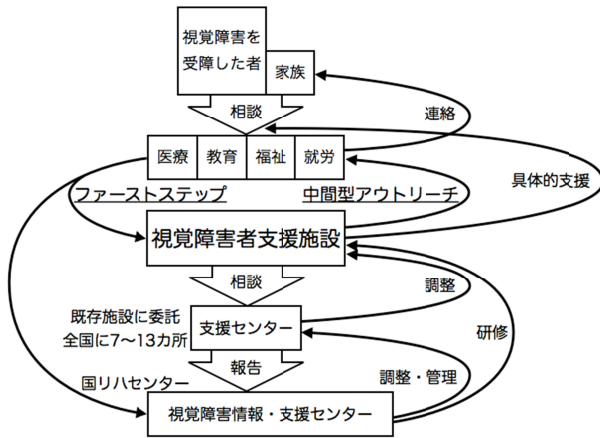 視覚障害を
受障した者
家族
相談
連絡
医療 教育 福祉 就労
具体的支援
ファーストステップ
中間型アウトリーチ
視覚障害者支援施設
相談
調整
既存施設に委託
全国に7〜13カ所
支援センター
研修
報告
調整・管理
国リハセンター
視覚障害情報・支援センター